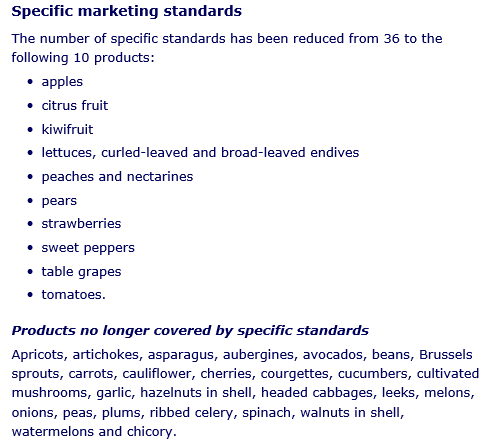 Specific marketing standards
The number of specific standards has been reduced from 36 to the
following 10 products:
• apples
• citrus fruit
• kiwifruit
• lettuces, curled-leaved and broad-leaved endives
• peaches and nectarines
• pears
• strawberries
• sweet peppers
• table grapes
• tomatoes.
Products no longer covered by specific standards
Apricots, artichokes, asparagus, aubergines, avocados, beans, Brussels
sprouts, carrots, cauliflower, cherries, courgettes, cucumbers, cultivated
mushrooms, garlic, hazelnuts in shell, headed cabbages, leeks, melons,
onions, peas, plums, ribbed celery, spinach, walnuts in shell,
watermelons and chicory.